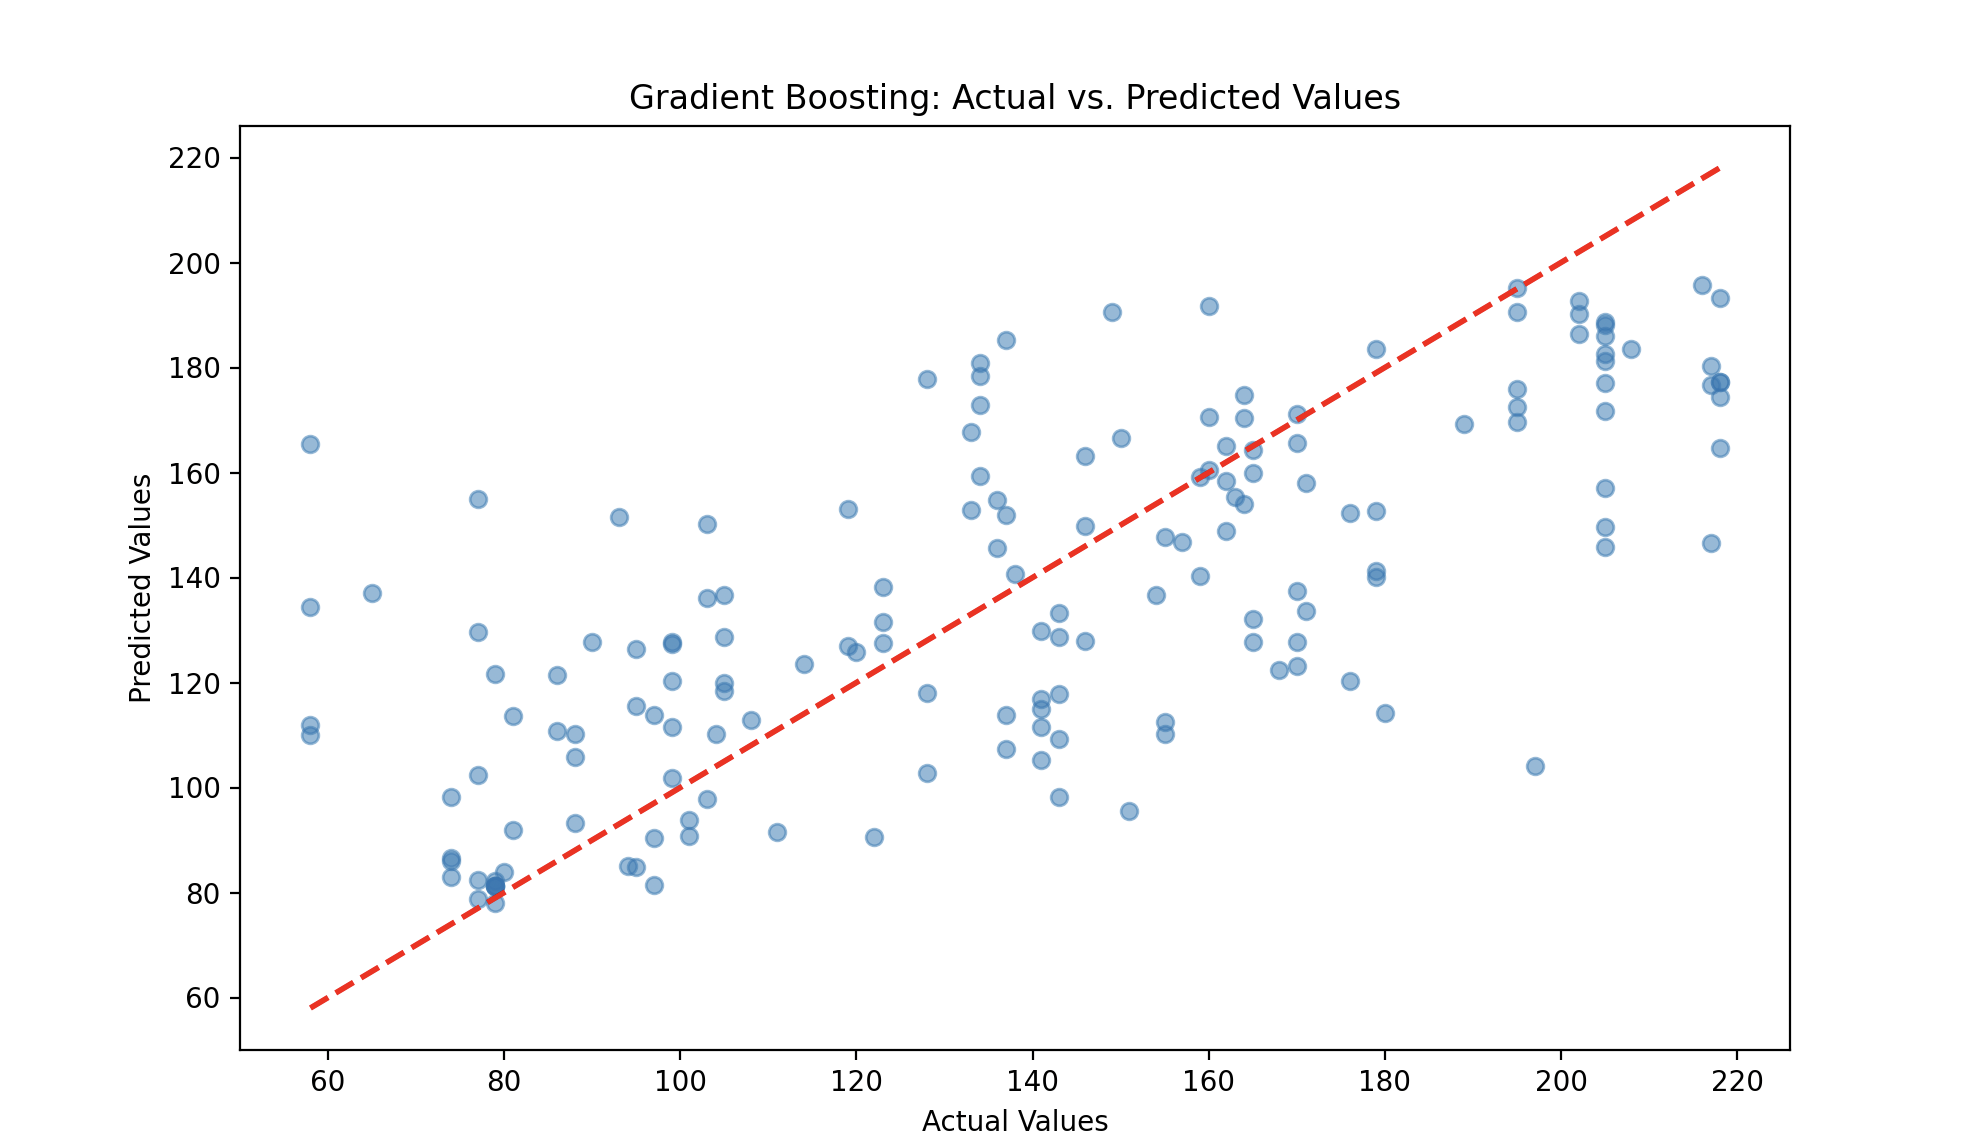 Gradient Boosting: Actual vs. Predicted Values
220
200
180
160
140
120
100
80
60
Predicted Values
60 80 100 120 140 160 180 200 220
Actual Values